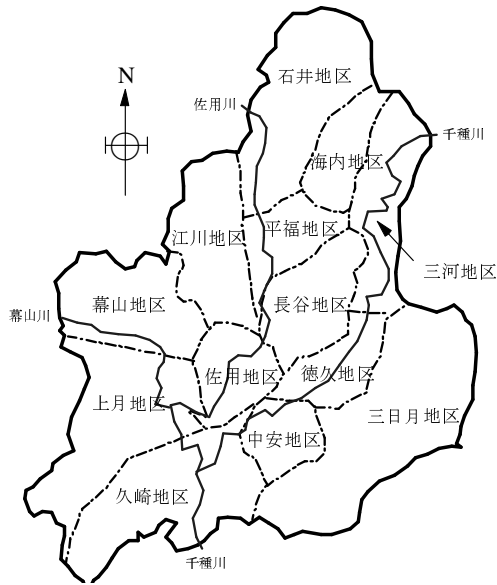 石井地区
N
佐用川
千種川
海内地区
平福地区
江川地区
三河地区
幕山地区
長谷地区
幕山川
佐用地区
徳久地区
上月地区
三日月地区
中安地区
久崎地区
千種川